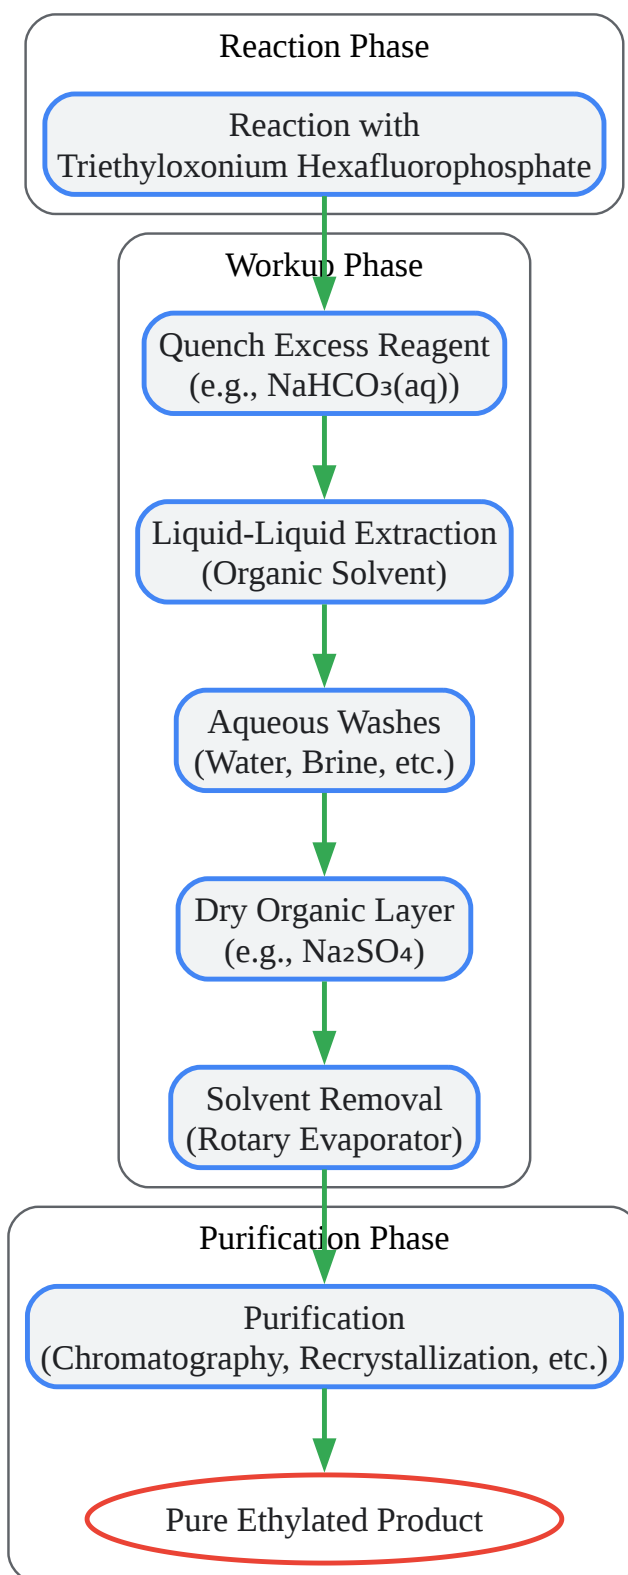 Reaction Phase
Reaction with
Triethyloxonium Hexafluorophosphate
Workup Phase
Quench Excess Reagent
(e.g., NaHCO₃(aq))
Liquid-Liquid Extraction
(Organic Solvent)
Aqueous Washes
(Water, Brine, etc.)
Dry Organic Layer
(e.g., Na₂SO₄)
Solvent Removal
(Rotary Evaporator)
Purification Phase
Purification
(Chromatography, Recrystallization, etc.)
Pure Ethylated Product